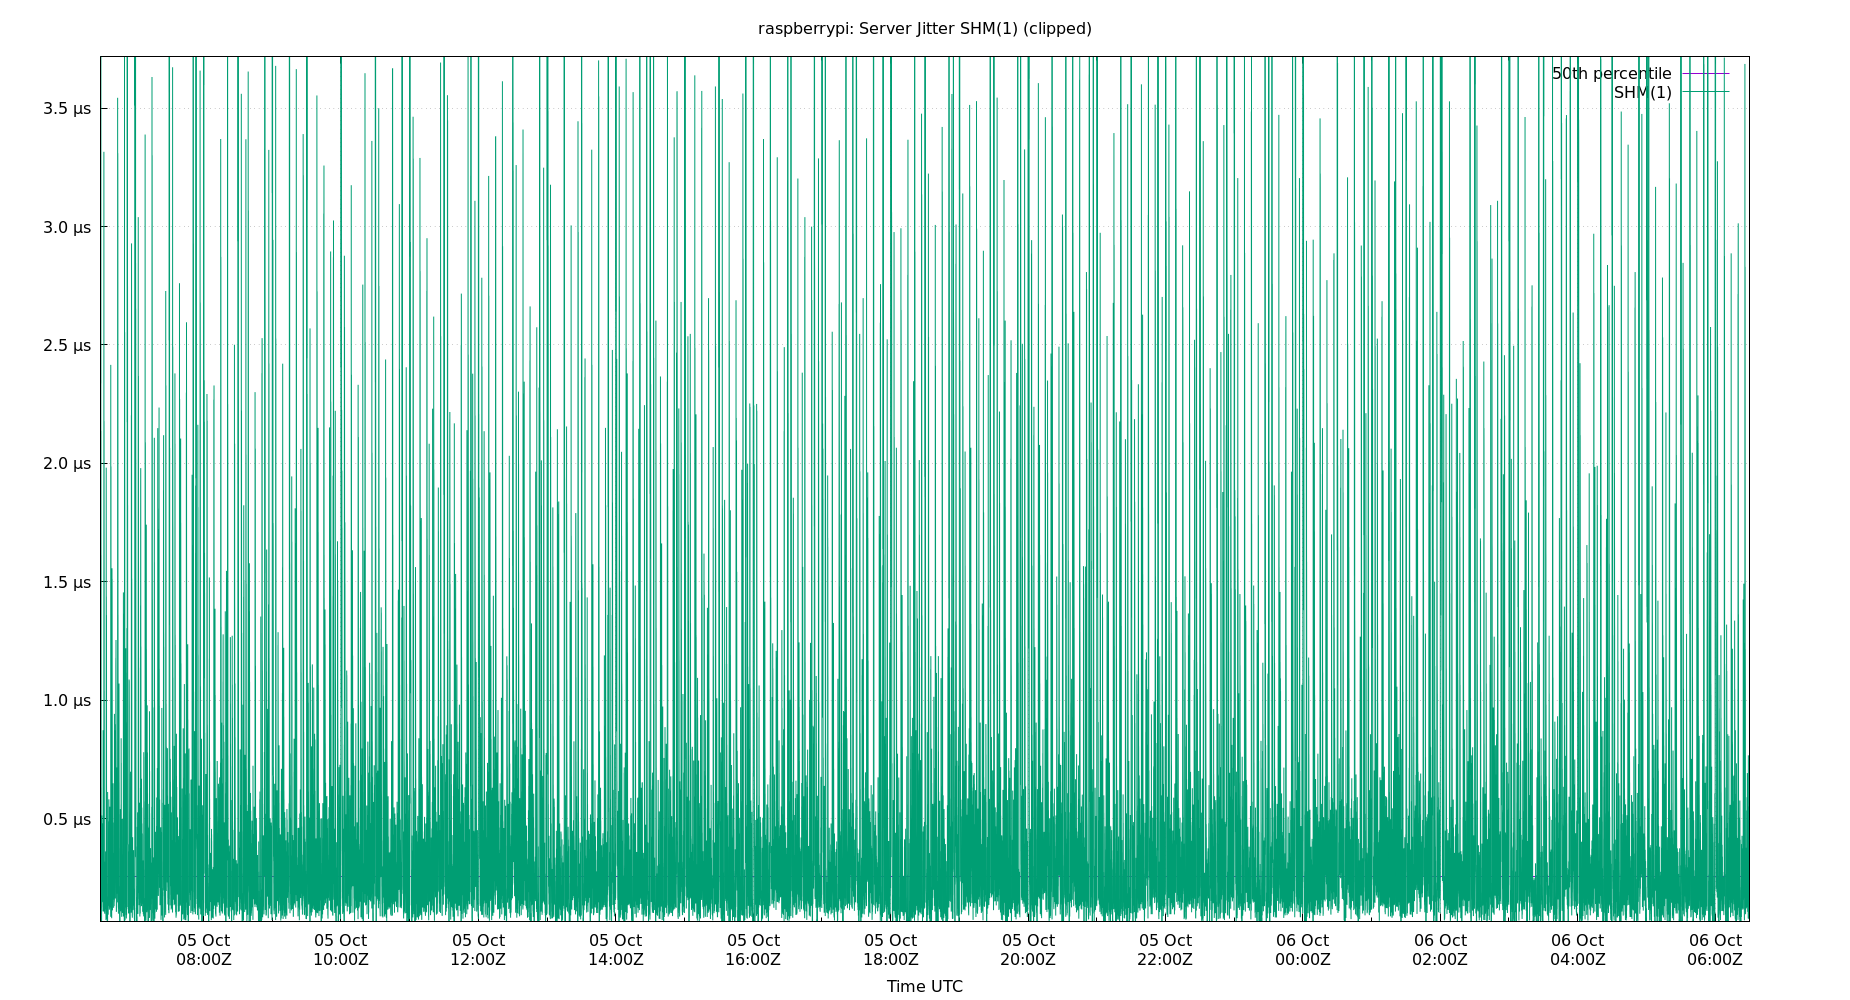 raspberrypi: Server Jitter SHM(1) (clipped)
50th percentile
SHM(1)
3.5 µs
3.0 µs
2.5 µs
2.0 µs
1.5 µs
1.0 µs
0.5 µs
05 Oct 05 Oct 05 Oct 05 Oct 05 Oct 05 Oct 05 Oct 05 Oct 06 Oct 06 Oct 06 Oct 06 Oct
08:00Z 10:00Z 12:00Z 14:00Z 16:00Z 18:00Z 20:00Z 22:00Z 00:00Z 02:00Z 04:00Z 06:00Z
Time UTC